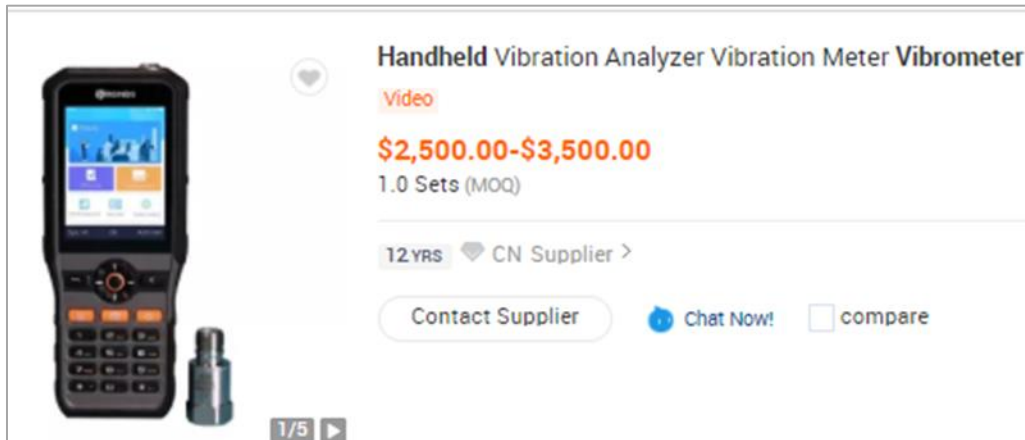 Handheld Vibration Analyzer Vibration Meter Vibrometer
Video
$2,500.00-$3,500.00
1.0 Sets (MOQ)
12 YRS CN Supplier >
Contact Supplier
Chat Now!
compare
1/5